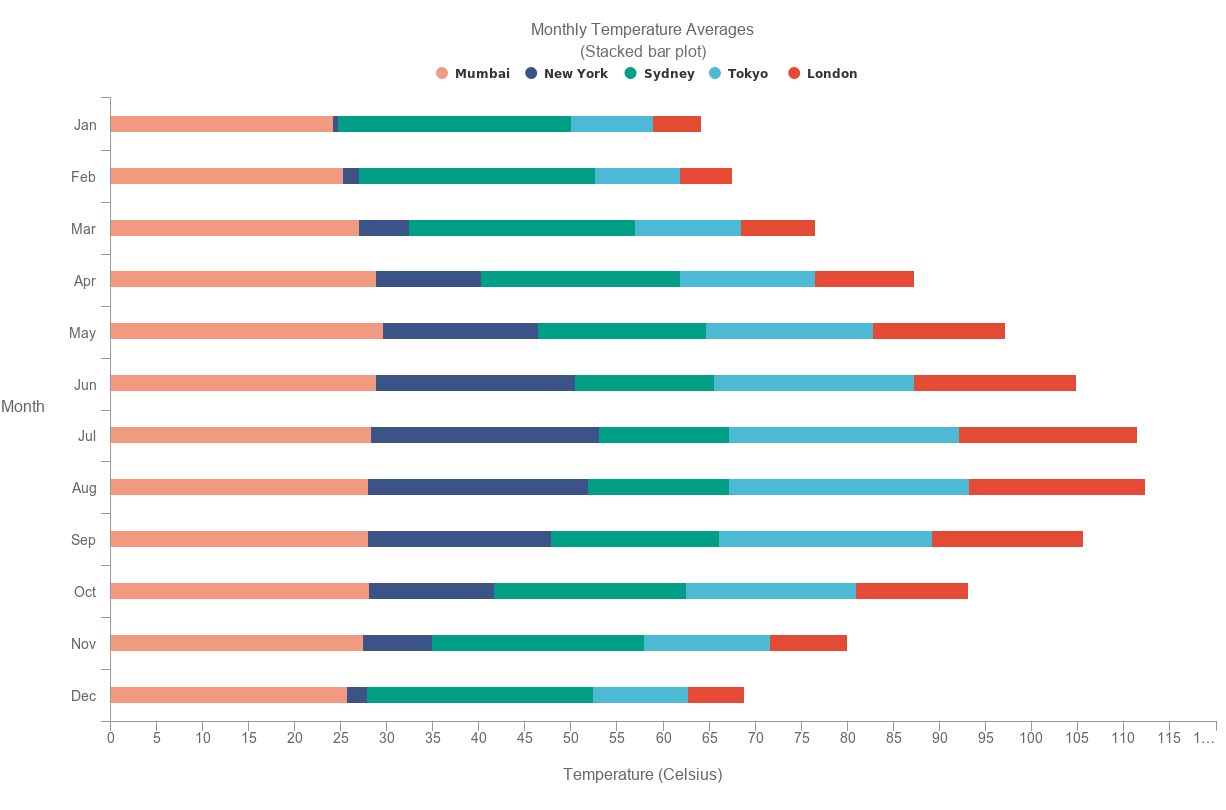 Monthly Temperature Averages
(Stacked bar plot)
Mumbai New York Sydney Tokyo London
Jan
Feb
Mar
Apr
May
Jun
Month
Jul
Aug
Sep
Oct
Nov
Dec
0 5 10 15 20 25 30 35 40 45 50 55 60 65 70 75 80 85 90 95 100 105 110 115 1...
Temperature (Celsius)